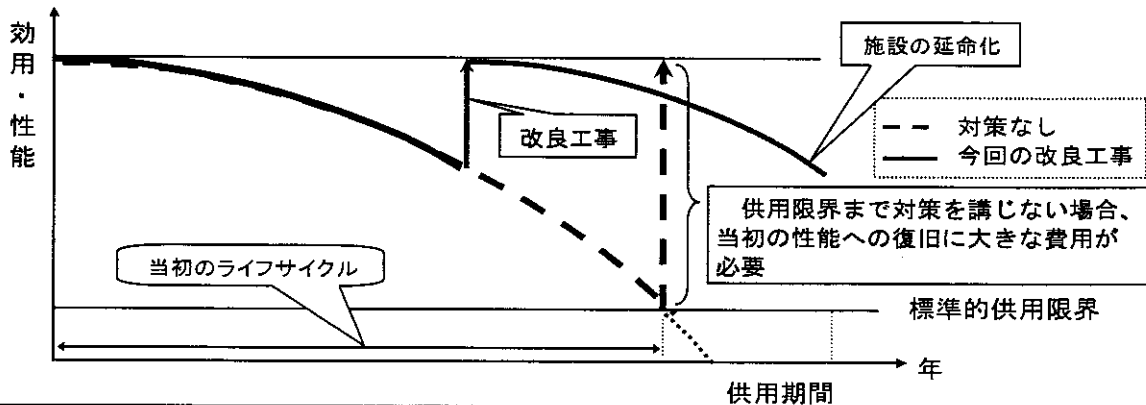 効用・性能
施設の延命化
改良工事
対策なし
今回の改良工事
供用限界まで対策を講じない場合、
当初の性能への復旧に大きな費用が
必要
当初のライフサイクル
標準的供用限界
年
供用期間